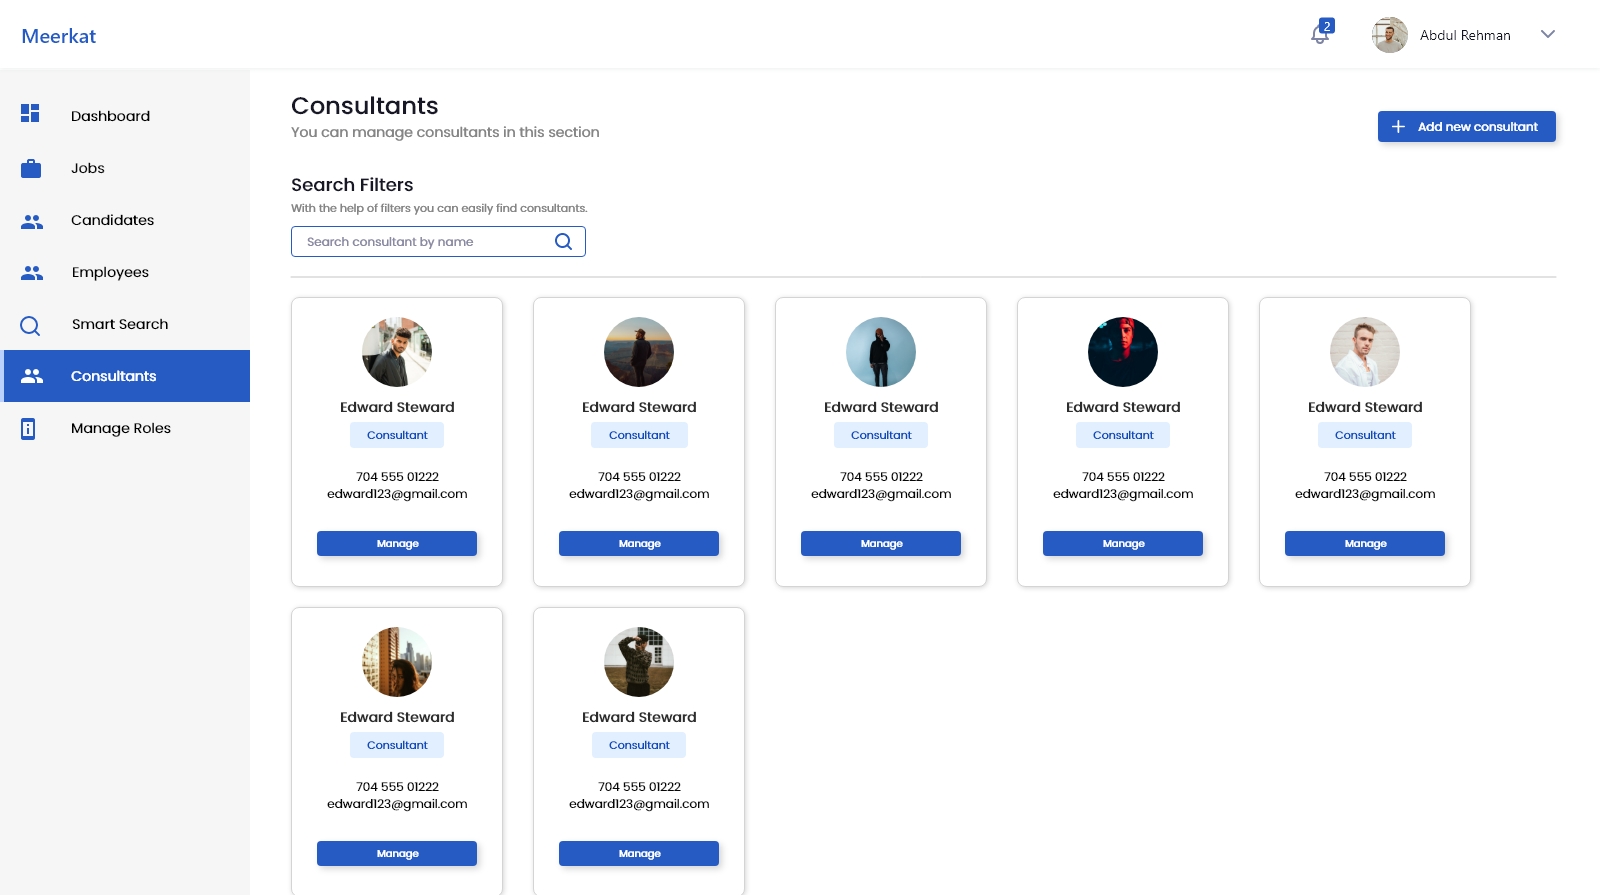 Meerkat
2
Abdul Rehman
Dashboard
Jobs
Candidates
Employees
Smart Search
Consultants
Manage Roles
Consultants
You can manage consultants in this section
Add new consultant
Search Filters
With the help of filters you can easily find consultants.
Search consultant by name
Edward Steward
Consultant
704 555 01222
edward123@gmail.com
Manage
Edward Steward
Consultant
704 555 01222
edward123@gmail.com
Manage
Edward Steward
Consultant
704 555 01222
edward123@gmail.com
Manage
Edward Steward
Consultant
704 555 01222
edward123@gmail.com
Manage
Edward Steward
Consultant
704 555 01222
edward123@gmail.com
Manage
Edward Steward
Consultant
704 555 01222
edward123@gmail.com
Manage
Edward Steward
Consultant
704 555 01222
edward123@gmail.com
Manage